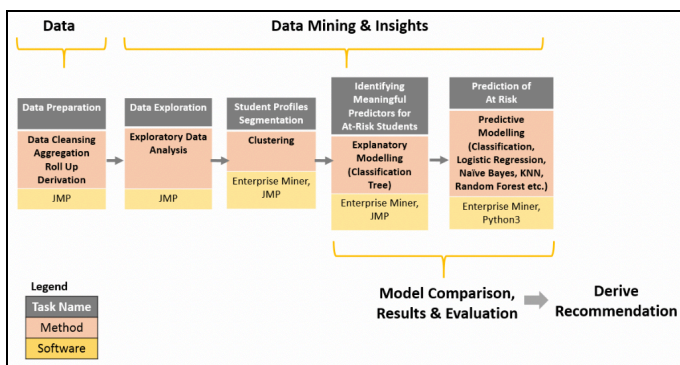 Data
Data Mining & Insights
Data Preparation
Data Cleansing
Aggregation
Roll Up
Derivation
JMP
Data Exploration
Exploratory Data
Analysis
JMP
Student Profiles
Segmentation
Clustering
Enterprise Miner,
JMP
Identifying
Meaningful
Predictors for
At-Risk Students
Explanatory
Modelling
(Classification
Tree)
Enterprise Miner,
JMP
Prediction of
At Risk
Predictive
Modelling
(Classification,
Logistic Regression,
Naïve Bayes, KNN,
Random Forest etc.)
Enterprise Miner,
Python3
Model Comparison,
Results & Evaluation
Derive
Recommendation
Legend
Task Name
Method
Software